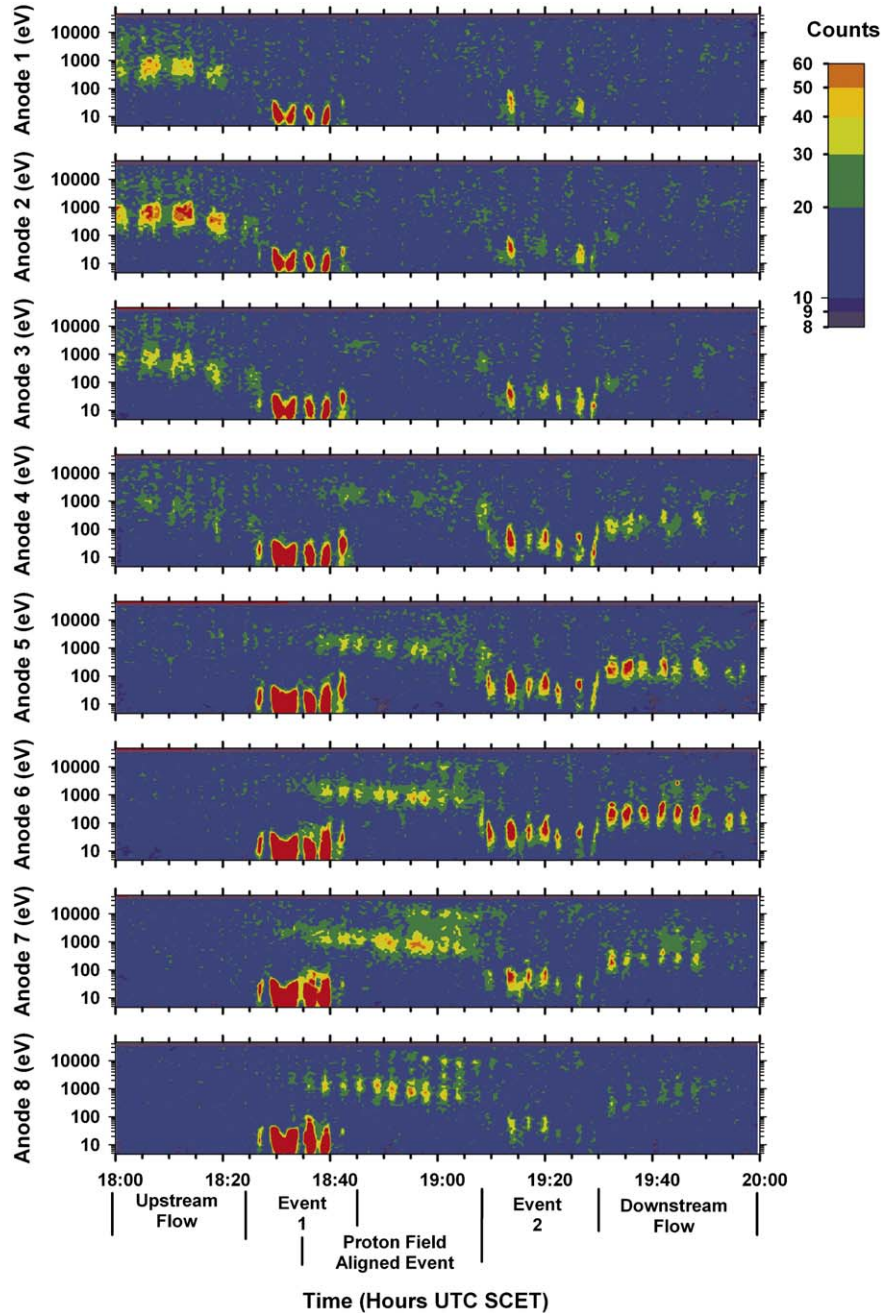 Counts
60
50
40
30
20
10
9
8
Anode 1 (eV)
10000
1000
100
10
Anode 2 (eV)
10000
1000
100
10
Anode 3 (eV)
10000
1000
100
10
Anode 4 (eV)
10000
1000
100
10
Anode 5 (eV)
10000
1000
100
10
Anode 6 (eV)
10000
1000
100
10
Anode 7 (eV)
10000
1000
100
10
Anode 8 (eV)
10000
1000
100
10
18:00 18:20 18:40 19:00 19:20 19:40 20:00
Upstream Flow
Event 1
Proton Field Aligned Event
Event 2
Downstream Flow
Time (Hours UTC SCET)